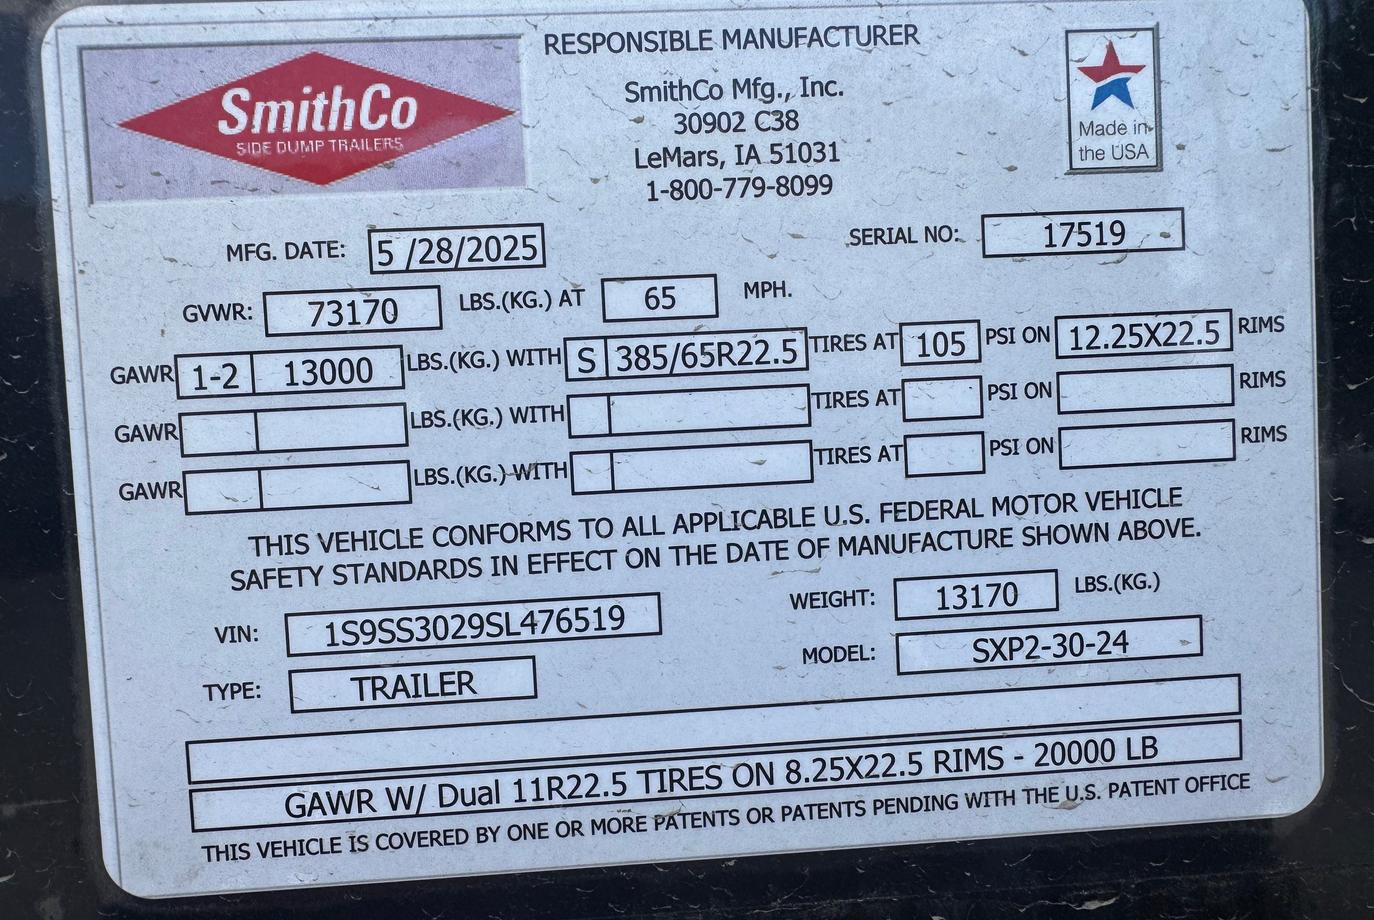 SmithCo
SIDE DUMP TRAILERS
RESPONSIBLE MANUFACTURER
SmithCo Mfg., Inc.
30902 C38
LeMars, IA 51031
1-800-779-8099
Made in
the USA
MFG. DATE: 5 /28/2025 SERIAL NO: 17519
GVWR: 73170 LBS.(KG.) AT 65 MPH.
GAWR 1-2 13000 LBS.(KG.) WITH S 385/65R22.5 TIRES AT 105 PSI ON 12.25X22.5 RIMS
GAWR LBS.(KG.) WITH TIRES AT PSI ON RIMS
GAWR LBS.(KG.) WITH TIRES AT PSI ON RIMS
THIS VEHICLE CONFORMS TO ALL APPLICABLE U.S. FEDERAL MOTOR VEHICLE
SAFETY STANDARDS IN EFFECT ON THE DATE OF MANUFACTURE SHOWN ABOVE.
VIN: 1S9SS3029SL476519 WEIGHT: 13170 LBS.(KG.)
TYPE: TRAILER MODEL: SXP2-30-24
GAWR W/ Dual 11R22.5 TIRES ON 8.25X22.5 RIMS - 20000 LB
THIS VEHICLE IS COVERED BY ONE OR MORE PATENTS OR PATENTS PENDING WITH THE U.S. PATENT OFFICE